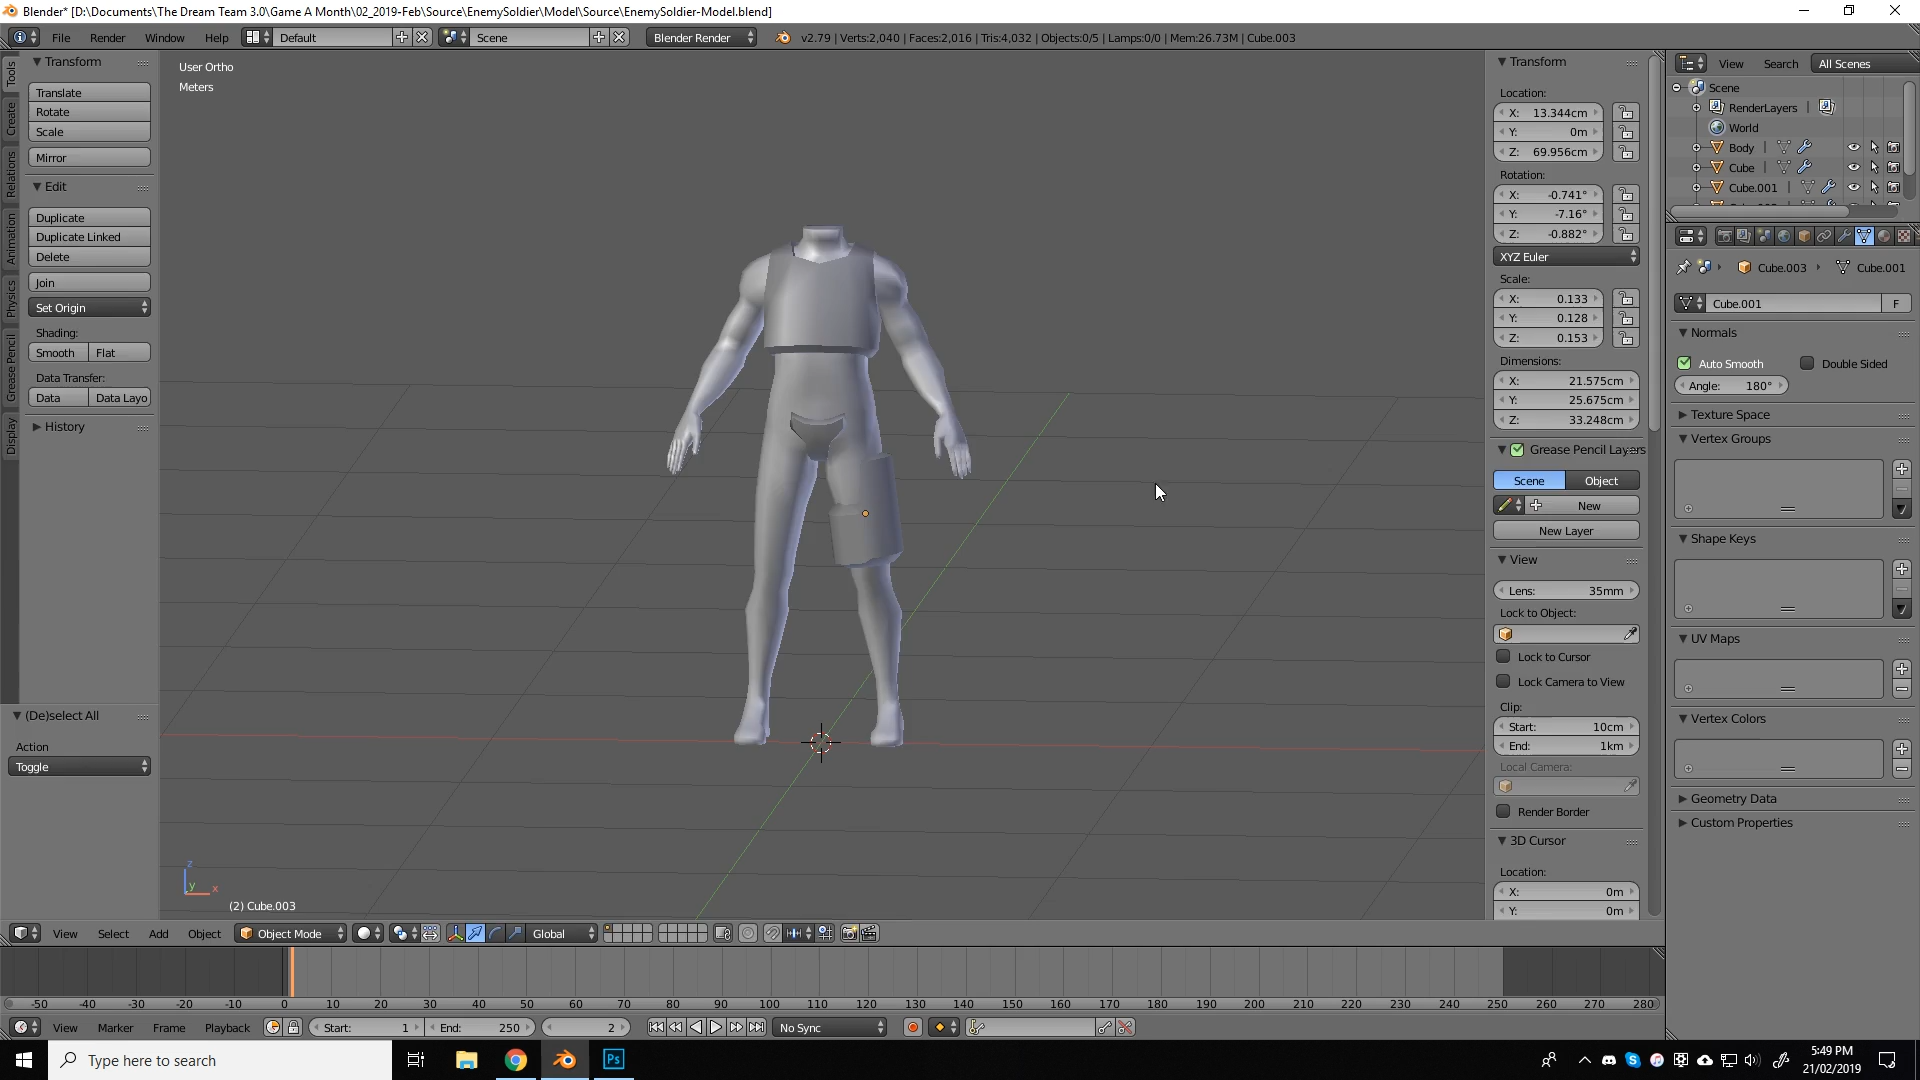 Blender* [D:\Documents\The Dream Team 3.0\Game A Month\02_2019-Feb\Source\EnemySoldier\Model\Source\EnemySoldier-Model.blend]
File Render Window Help Default Scene Blender Render v2.79 | Verts:2,040 | Faces:2,016 | Tris:4,032 | Objects:0/5 | Lamps:0/0 | Mem:26.73M | Cube.003
Tools
Create
Relations
Animation
Physics
Grease Pencil
Display
Transform
Translate
Rotate
Scale
Mirror
Edit
Duplicate
Duplicate Linked
Delete
Join
Set Origin
Shading:
Smooth Flat
Data Transfer:
Data Data Layo
History
(De)select All
Action
Toggle
User Ortho
Meters
z
y x
(2) Cube.003
Transform
Location:
X: 13.344cm
Y: 0m
Z: 69.956cm
Rotation:
X: -0.741°
Y: -7.16°
Z: -0.882°
XYZ Euler
Scale:
X: 0.133
Y: 0.128
Z: 0.153
Dimensions:
X: 21.575cm
Y: 25.675cm
Z: 33.248cm
Grease Pencil Layers
Scene Object
New
New Layer
View
Lens: 35mm
Lock to Object:
Lock to Cursor
Lock Camera to View
Clip:
Start: 10cm
End: 1km
Local Camera:
Render Border
3D Cursor
Location:
X: 0m
Y: 0m
View Search All Scenes
Scene
RenderLayers |
World
Body |
Cube |
Cube.001 |
Cube.003 Cube.001
Cube.001 F
Normals
Auto Smooth Double Sided
Angle: 180°
Texture Space
Vertex Groups
Shape Keys
UV Maps
Vertex Colors
Geometry Data
Custom Properties
View Select Add Object Object Mode Global
-50 -40 -30 -20 -10 0 10 20 30 40 50 60 70 80 90 100 110 120 130 140 150 160 170 180 190 200 210 220 230 240 250 260 270 280
View Marker Frame Playback Start: 1 End: 250 2 No Sync
Type here to search
Ps
5:49 PM
21/02/2019